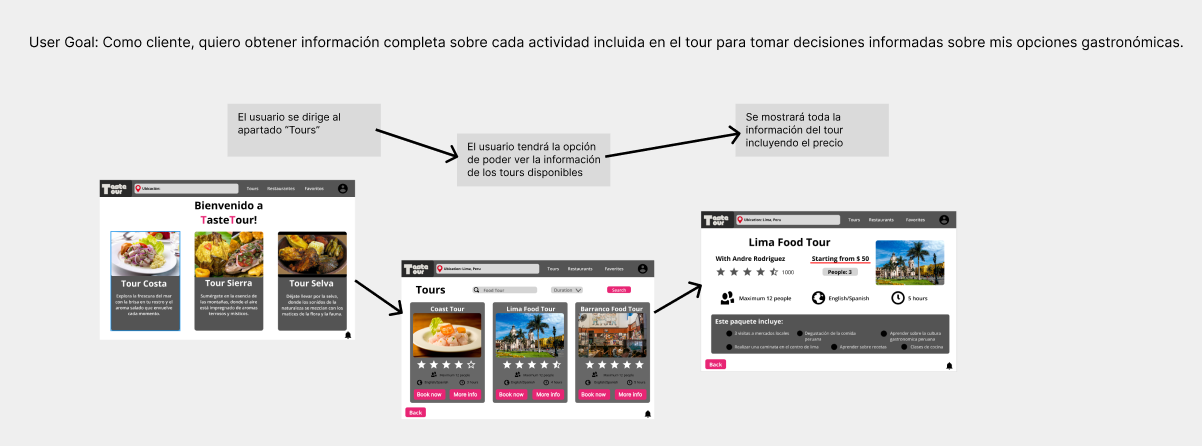 User Goal: Como cliente, quiero obtener información completa sobre cada actividad incluida en el tour para tomar decisiones informadas sobre mis opciones gastronómicas.
El usuario se dirige al
apartado "Tours"
El usuario tendrá la opción
de poder ver la información
de los tours disponibles
Se mostrará toda la
información del tour
incluyendo el precio
Taste
Tour
Ubicacion:
Tours
Restaurantes
Favoritos
Bienvenido a
TasteTour!
Tour Costa
Explora la frescura del mar
con la brisa en tu rostro y el
aroma salado que envuelve
cada momento.
Tour Sierra
Sumérgete en la esencia de
las montañas, donde el aire
está impregnado de aromas
terrosos y místicos.
Tour Selva
Déjate llevar por la selva,
donde los sonidos de la
naturaleza se mezclan con los
matices de la flora y la fauna.
Taste
Tour
Ubicacion: Lima, Peru
Tours
Restaurants
Favorites
Tours
Food Tour
Duration
Search
Coast Tour
Maximum 12 people
English/Spanish
4 hours
Book now
More info
Lima Food Tour
Maximum 12 people
English/Spanish
Book now
More info
Barranco Food Tour
Maximum 12 people
English/Spanish
Book now
More info
Back
Taste
Tour
Ubicacion: Lima, Peru
Tours
Restaurants
Favorites
Lima Food Tour
With Andre Rodriguez
Starting from $ 50
1000
People: 3
Maximum 12 people
English/Spanish
5 hours
Este paquete incluye:
3 visitas a mercados locales
Degustación de la comida
peruana
Aprender sobre la cultura
gastronomica peruana
Realizar una caminata en el centro de lima
Aprender sobre recetas
Clases de cocina
Back